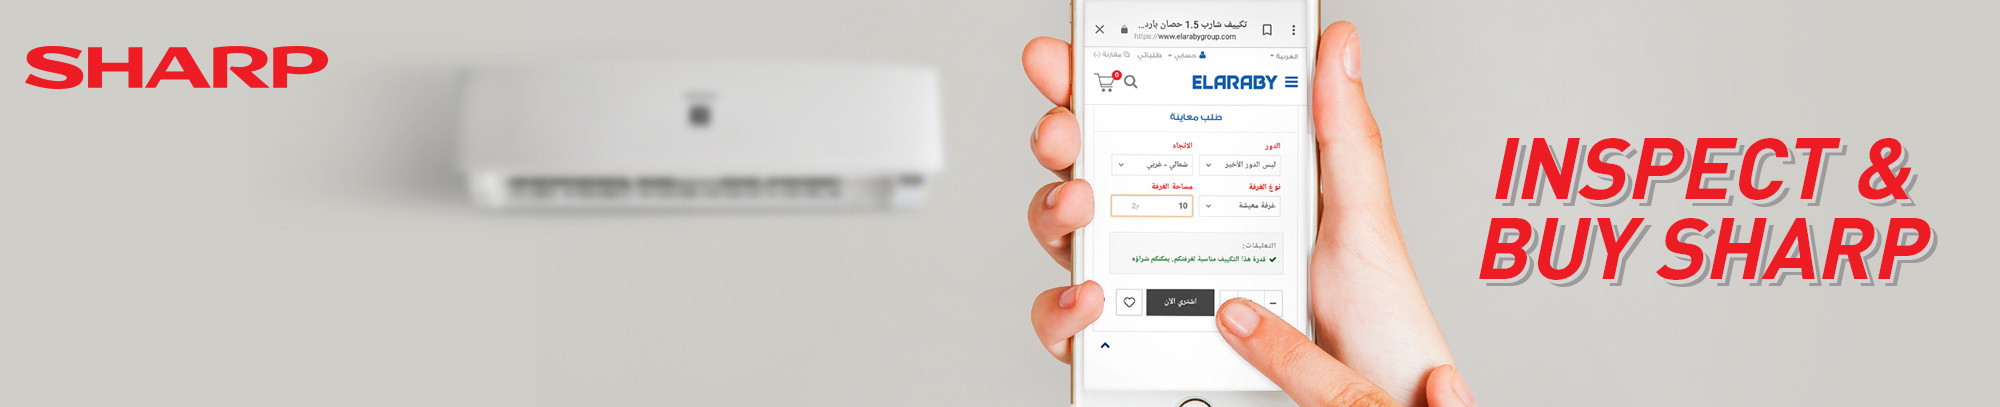 SHARP
تكييف شارب 1.5 حصان بارد...
https://www.elarabygroup.com
العربية
حسابي
طلباتي
مقارنة (٠)
0
ELARABY
طلب معاينة
الدور
الاتجاه
ليس الدور الأخير
شمالي - غربي
نوع الغرفة
مساحة الغرفة
غرفة معيشة
10
م2
التعليقات:
قدرة هذا التكييف مناسبة لغرفتكم، يمكنكم شراؤه
اشتري الآن
INSPECT &
BUY SHARP